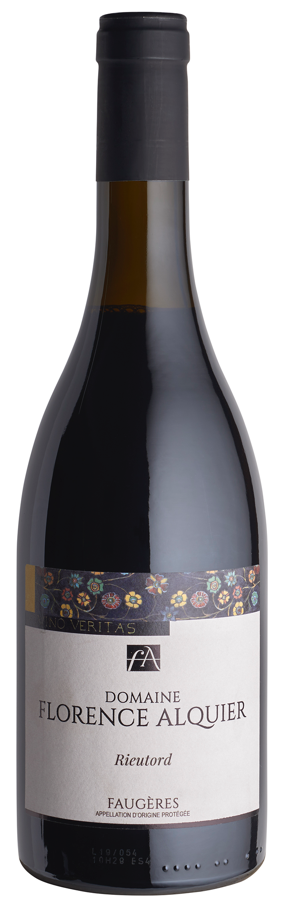 NO VERITAS
fA
DOMAINE
FLORENCE ALQUIER
Rieutord
FAUGÈRES
APPELLATION D'ORIGINE PROTÉGÉE